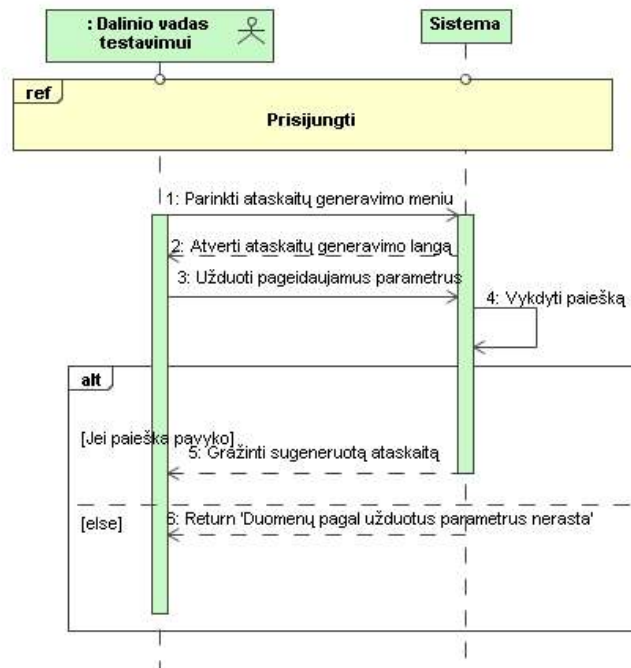 : Dalinio vadas
testavimui
Sistema
ref
Prisijungti
1: Parinkti ataskaitų generavimo meniu
2: Atverti ataskaitų generavimo langą
3: Užduoti pageidaujamus parametrus
4: Vykdyti paiešką
alt
[Jei paieška pavyko]
5: Grąžinti sugeneruotą ataskaitą
[else]
6: Return 'Duomenų pagal užduotus parametrus nerasta'